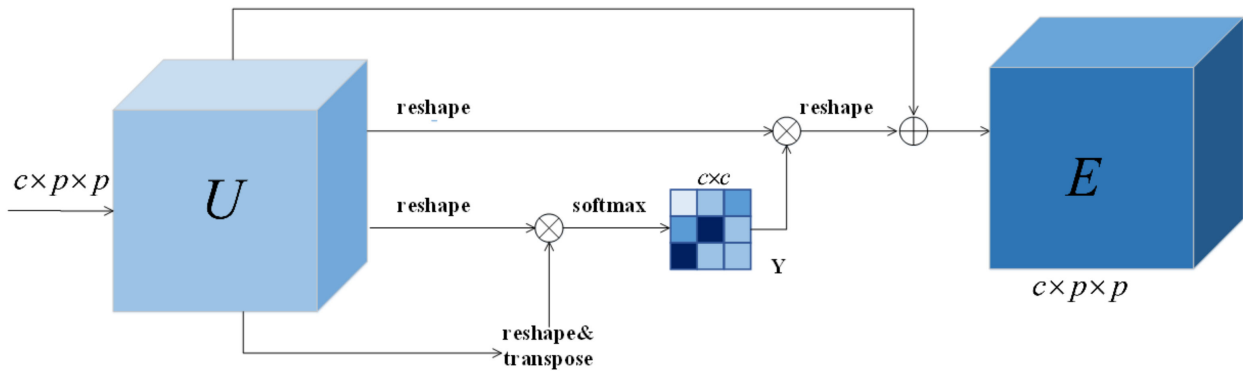 reshape
reshape
c×p×p
U
reshape
softmax
c×c
Y
E
c×p×p
reshape&
transpose